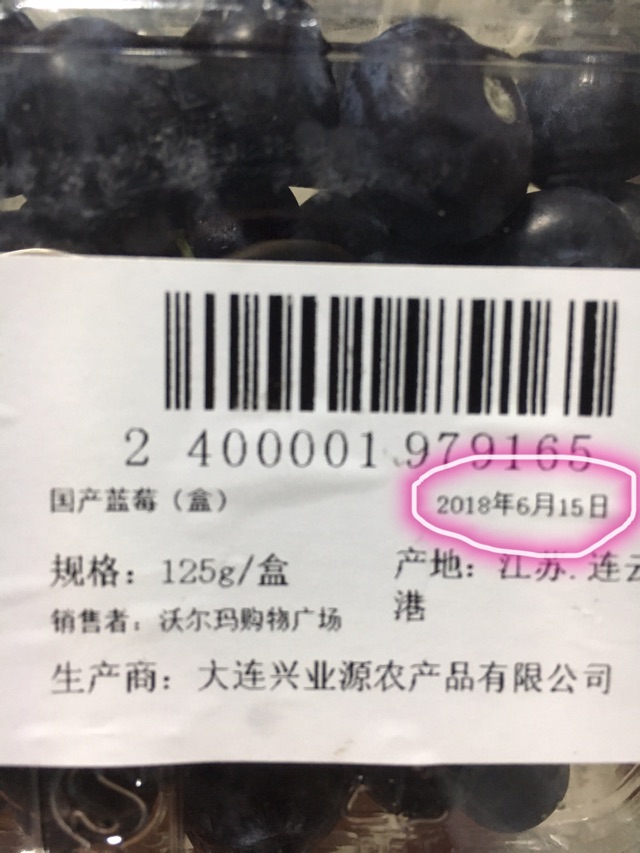 2 400001 979165
国产蓝莓（盒） 2018年6月15日
规格：125g/盒
产地：江苏.连云港
销售者：沃尔玛购物广场
生产商：大连兴业源农产品有限公司